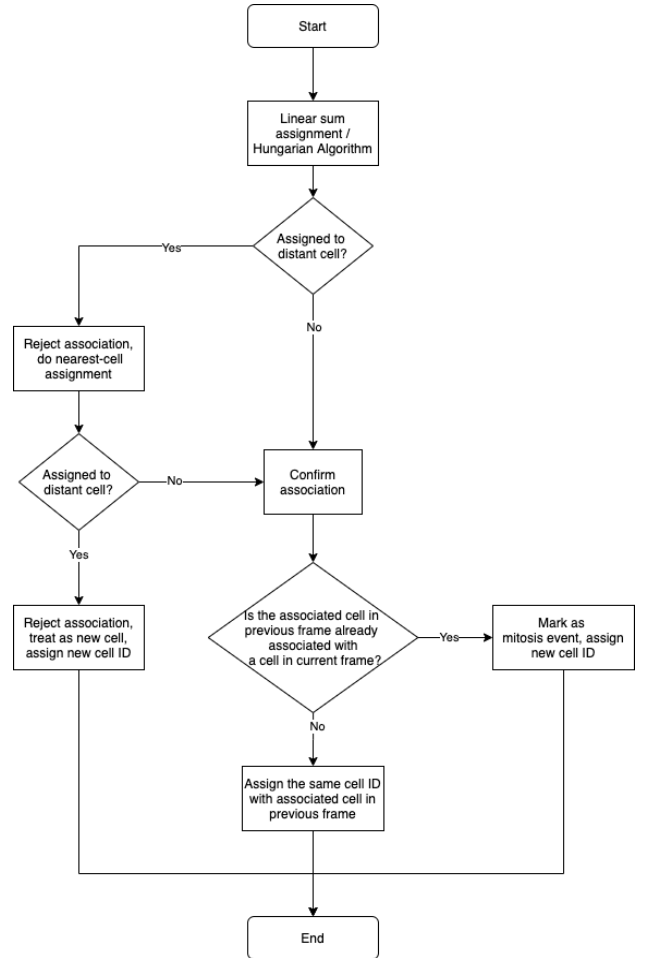 Start
Linear sum
assignment /
Hungarian Algorithm
Assigned to
distant cell?
Yes
No
Reject association,
do nearest-cell
assignment
Assigned to
distant cell?
No
Confirm
association
Yes
Reject association,
treat as new cell,
assign new cell ID
Is the associated cell in
previous frame already
associated with
a cell in current frame?
Yes
Mark as
mitosis event, assign
new cell ID
No
Assign the same cell ID
with associated cell in
previous frame
End